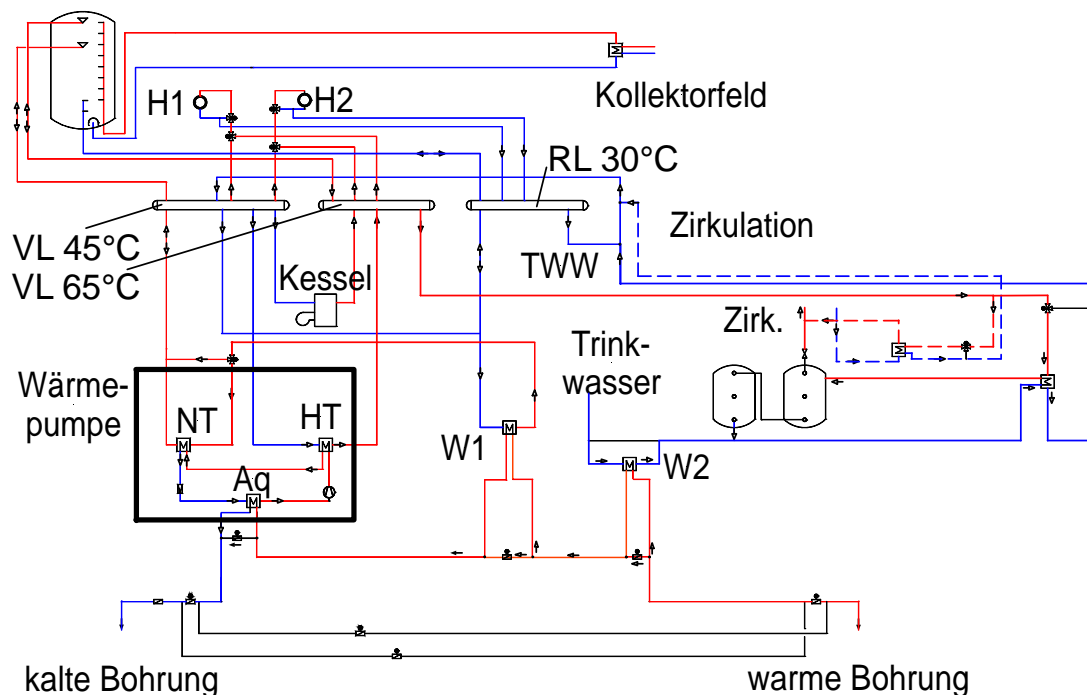 H1
H2
Kollektorfeld
RL 30°C
VL 45°C
VL 65°C
Kessel
TWW
Zirkulation
Zirk.
Trink-
wasser
Wärme-
pumpe
NT
HT
Aq
W1
W2
kalte Bohrung
warme Bohrung